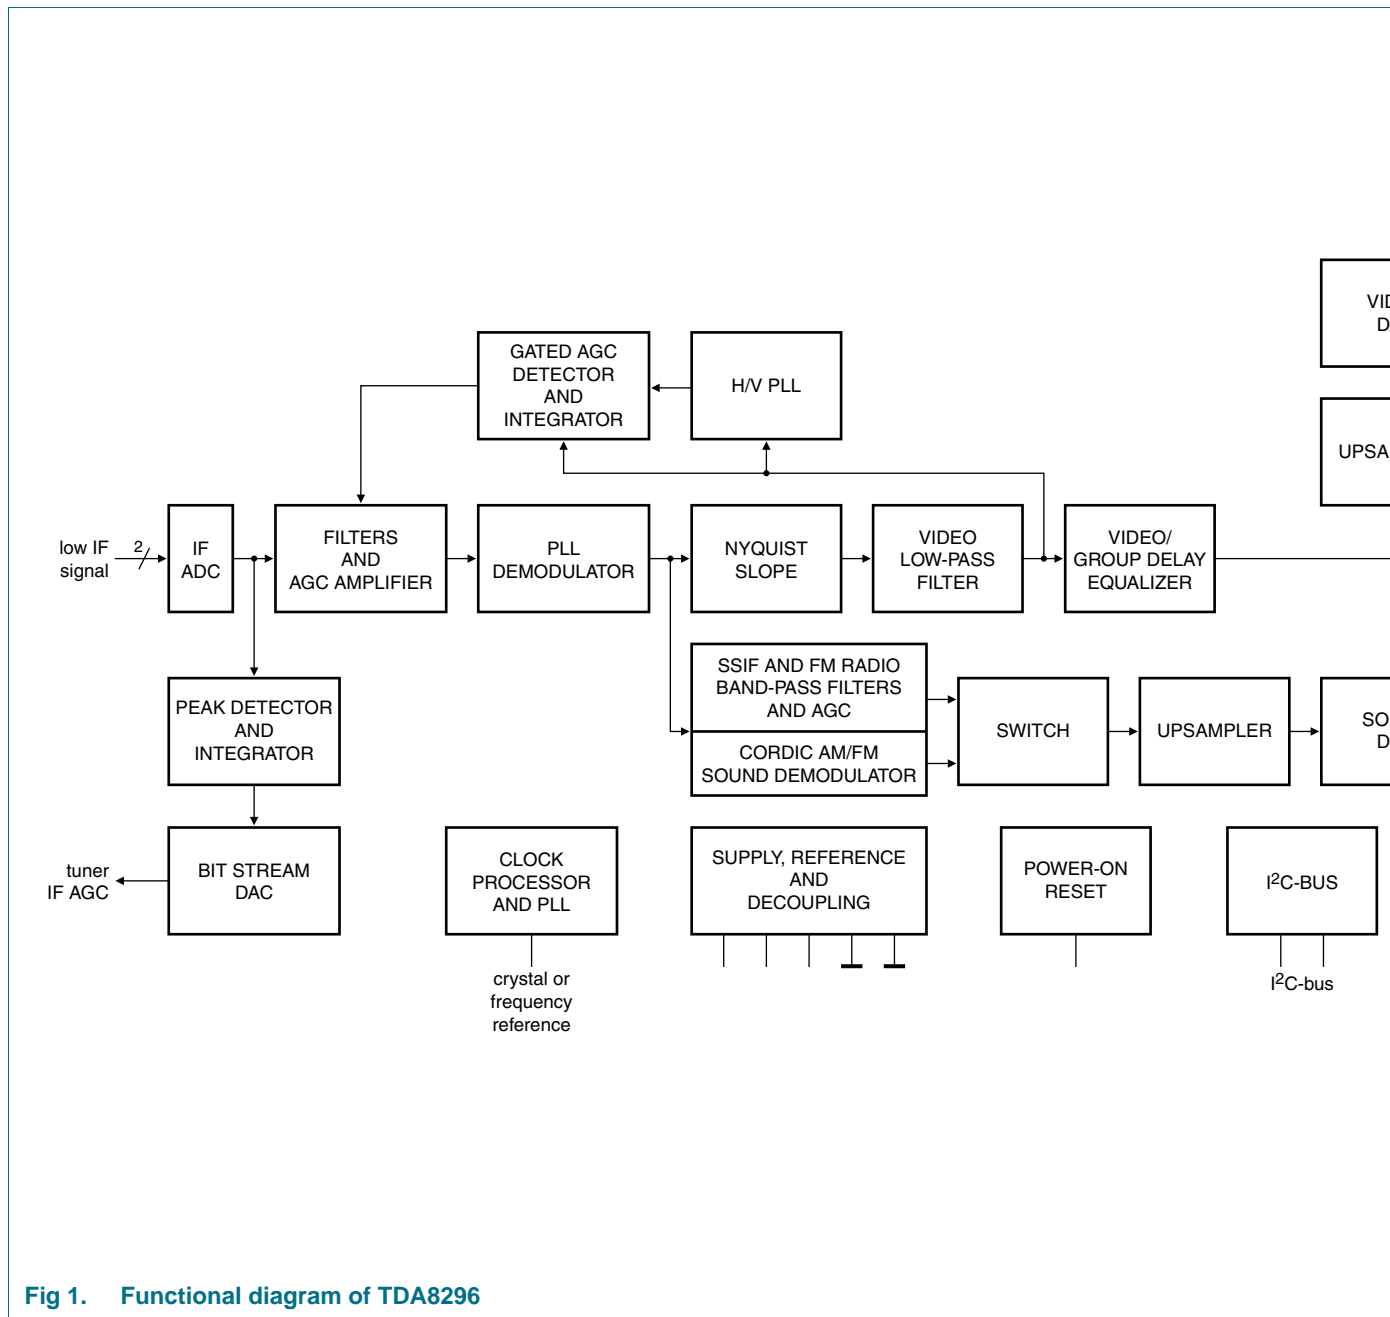 VID
D
GATED AGC
DETECTOR
AND
INTEGRATOR
H/V PLL
UPSA
low IF
signal
2
IF
ADC
FILTERS
AND
AGC AMPLIFIER
PLL
DEMODULATOR
NYQUIST
SLOPE
VIDEO
LOW-PASS
FILTER
VIDEO/
GROUP DELAY
EQUALIZER
PEAK DETECTOR
AND
INTEGRATOR
SSIF AND FM RADIO
BAND-PASS FILTERS
AND AGC
CORDIC AM/FM
SOUND DEMODULATOR
SWITCH
UPSAMPLER
SO
D
tuner
IF AGC
BIT STREAM
DAC
CLOCK
PROCESSOR
AND PLL
SUPPLY, REFERENCE
AND
DECOUPLING
POWER-ON
RESET
I²C-BUS
crystal or
frequency
reference
I²C-bus
Fig 1. Functional diagram of TDA8296